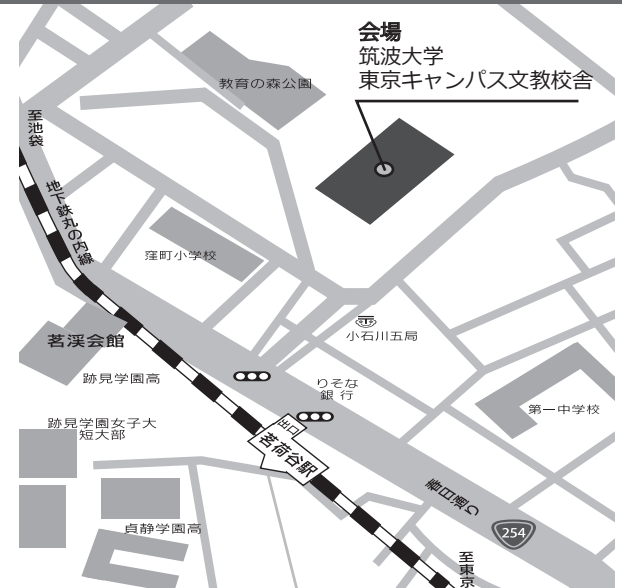 会場
筑波大学
東京キャンパス文教校舎
教育の森公園
至池袋
地下鉄丸の内線
窪町小学校
小石川五局
茗渓会館
跡見学園高
りそな
銀行
第一中学校
跡見学園女子大
短大部
出口
茗荷谷駅
春日通り
254
貞静学園高
至東京